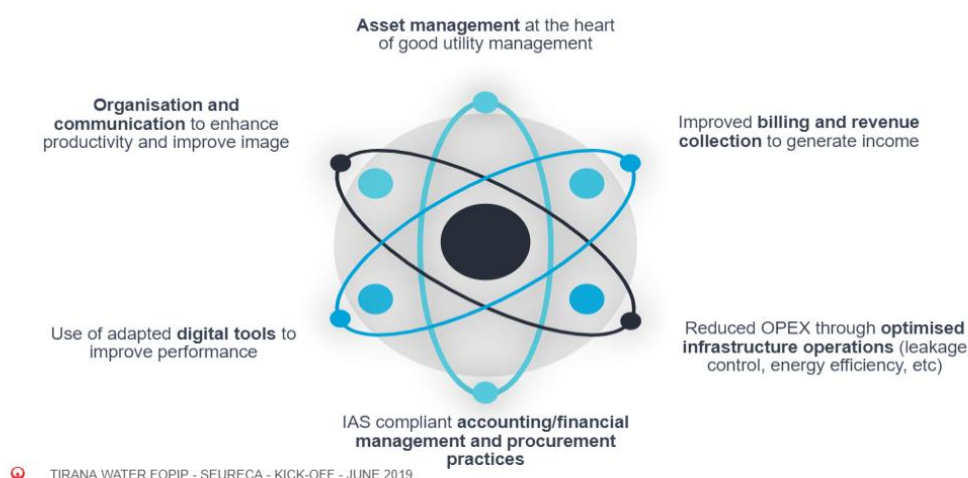 Asset management at the heart
of good utility management
Organisation and
communication to enhance
productivity and improve image
Improved billing and revenue
collection to generate income
Use of adapted digital tools to
improve performance
Reduced OPEX through optimised
infrastructure operations (leakage
control, energy efficiency, etc)
IAS compliant accounting/financial
management and procurement
practices
TIRANA WATER FOPIP - SEURECA - KICK-OFF - JUNE 2019